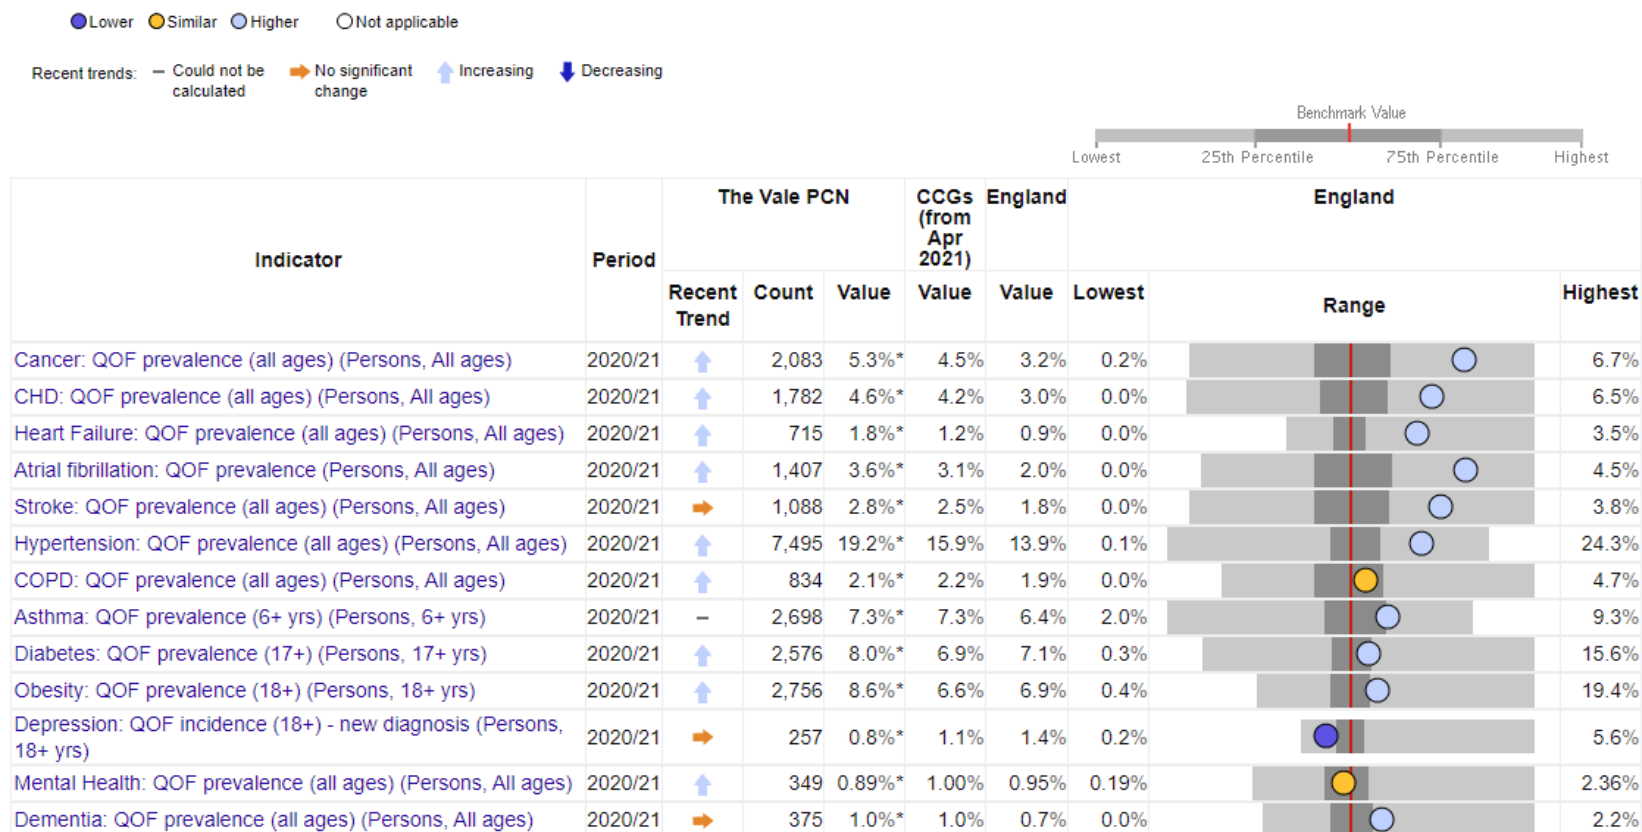 Lower Similar Higher Not applicable
Recent trends: – Could not be calculated No significant change Increasing Decreasing
Benchmark Value
Lowest 25th Percentile 75th Percentile Highest
Indicator Period The Vale PCN CCGs (from Apr 2021) England England
Recent Trend Count Value Value Value Lowest Range Highest
Cancer: QOF prevalence (all ages) (Persons, All ages) 2020/21 2,083 5.3%* 4.5% 3.2% 0.2% 6.7%
CHD: QOF prevalence (all ages) (Persons, All ages) 2020/21 1,782 4.6%* 4.2% 3.0% 0.0% 6.5%
Heart Failure: QOF prevalence (all ages) (Persons, All ages) 2020/21 715 1.8%* 1.2% 0.9% 0.0% 3.5%
Atrial fibrillation: QOF prevalence (Persons, All ages) 2020/21 1,407 3.6%* 3.1% 2.0% 0.0% 4.5%
Stroke: QOF prevalence (all ages) (Persons, All ages) 2020/21 1,088 2.8%* 2.5% 1.8% 0.0% 3.8%
Hypertension: QOF prevalence (all ages) (Persons, All ages) 2020/21 7,495 19.2%* 15.9% 13.9% 0.1% 24.3%
COPD: QOF prevalence (all ages) (Persons, All ages) 2020/21 834 2.1%* 2.2% 1.9% 0.0% 4.7%
Asthma: QOF prevalence (6+ yrs) (Persons, 6+ yrs) 2020/21 – 2,698 7.3%* 7.3% 6.4% 2.0% 9.3%
Diabetes: QOF prevalence (17+) (Persons, 17+ yrs) 2020/21 2,576 8.0%* 6.9% 7.1% 0.3% 15.6%
Obesity: QOF prevalence (18+) (Persons, 18+ yrs) 2020/21 2,756 8.6%* 6.6% 6.9% 0.4% 19.4%
Depression: QOF incidence (18+) - new diagnosis (Persons,
18+ yrs) 2020/21 257 0.8%* 1.1% 1.4% 0.2% 5.6%
Mental Health: QOF prevalence (all ages) (Persons, All ages) 2020/21 349 0.89%* 1.00% 0.95% 0.19% 2.36%
Dementia: QOF prevalence (all ages) (Persons, All ages) 2020/21 375 1.0%* 1.0% 0.7% 0.0% 2.2%